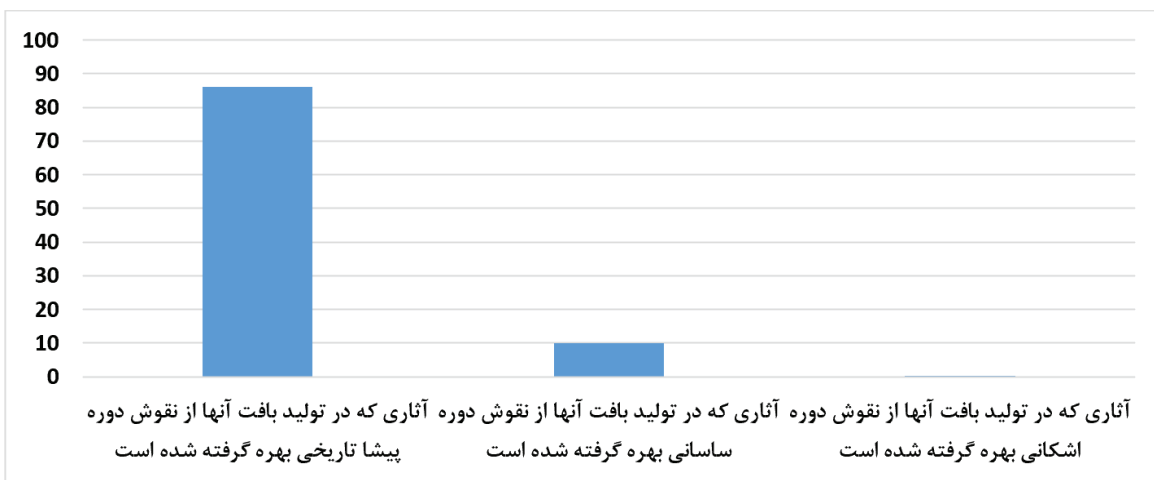 100
90
80
70
60
50
40
30
20
10
0
آثاری که در تولید بافت آنها از نقوش دوره
پیشا تاریخی بهره گرفته شده است
آثاری که در تولید بافت آنها از نقوش دوره
ساسانی بهره گرفته شده است
آثاری که در تولید بافت آنها از نقوش دوره
اشکانی بهره گرفته شده است